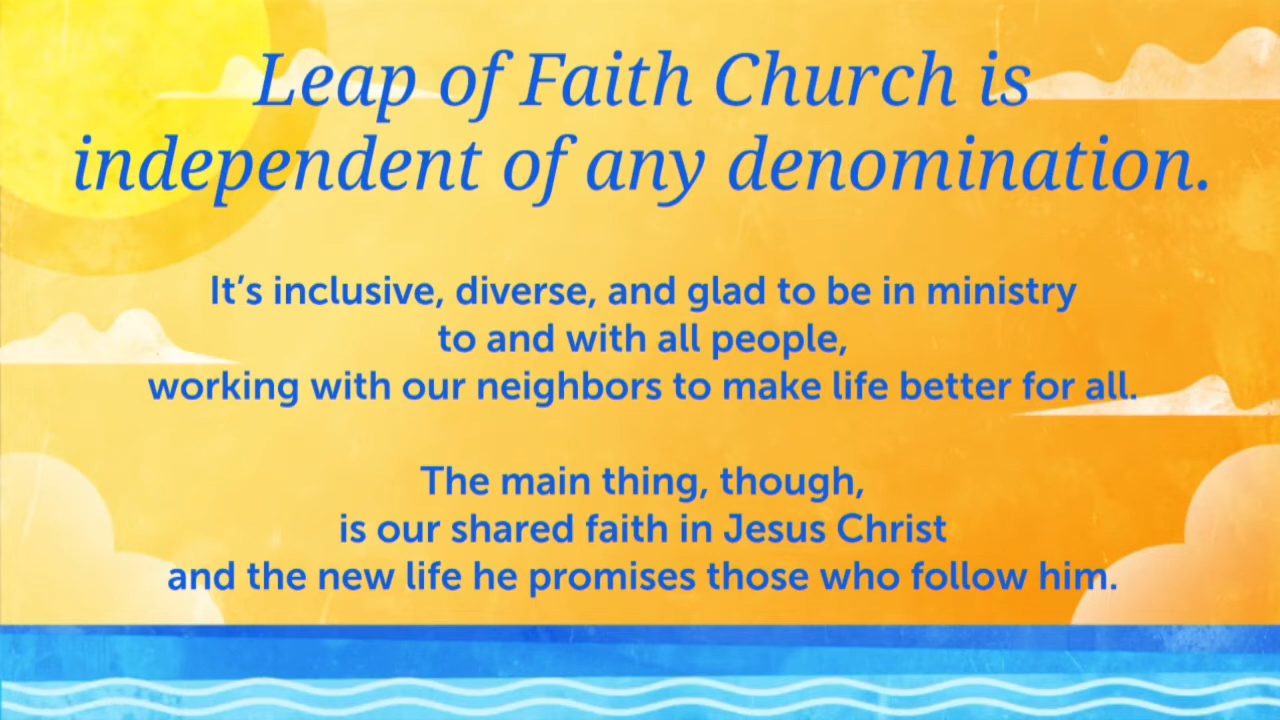 Leap of Faith Church is
independent of any denomination.
It’s inclusive, diverse, and glad to be in ministry
to and with all people,
working with our neighbors to make life better for all.
The main thing, though,
is our shared faith in Jesus Christ
and the new life he promises those who follow him.